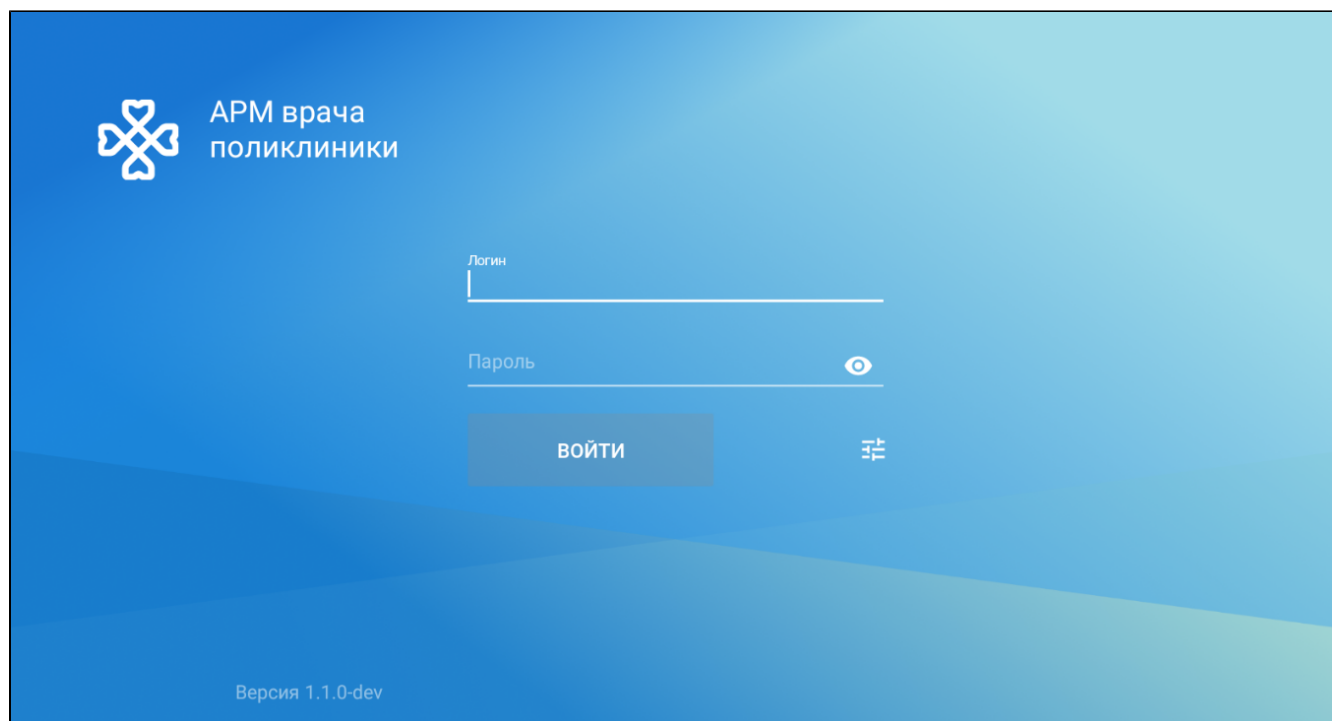 АРМ врача
поликлиники
Логин
Пароль
ВОЙТИ
Версия 1.1.0-dev